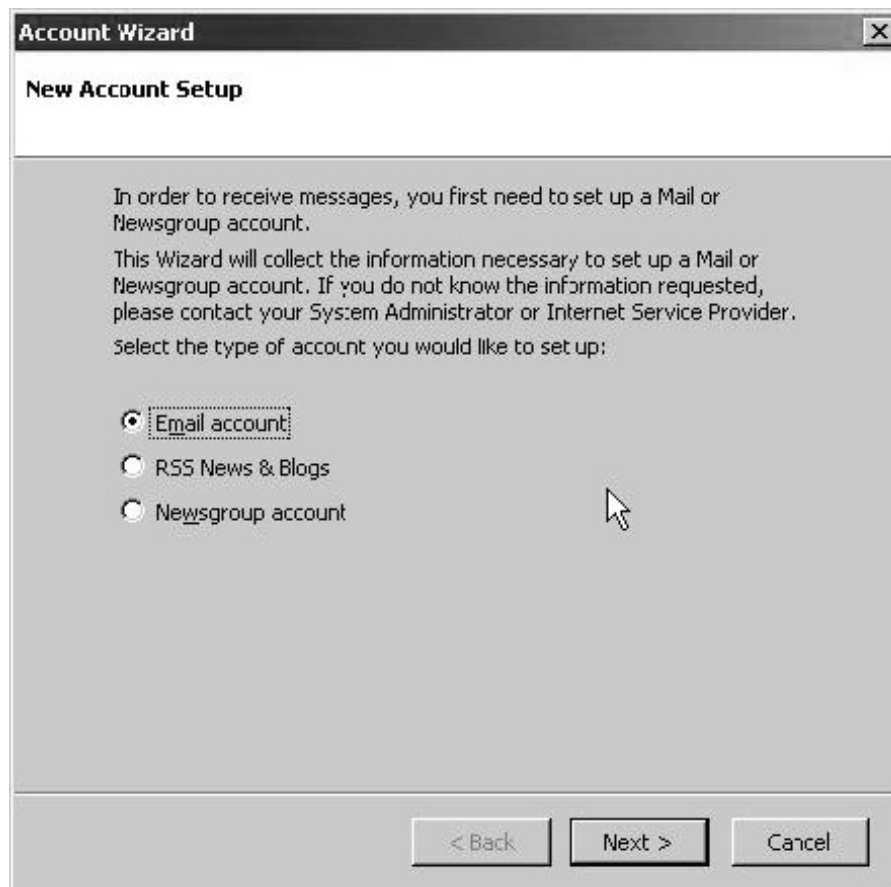 Account Wizard
New Account Setup
In order to receive messages, you first need to set up a Mail or
Newsgroup account.
This Wizard will collect the information necessary to set up a Mail or
Newsgroup account. If you do not know the information requested,
please contact your System Administrator or Internet Service Provider.
Select the type of account you would like to set up:
Email account
RSS News & Blogs
Newsgroup account
< Back Next > Cancel